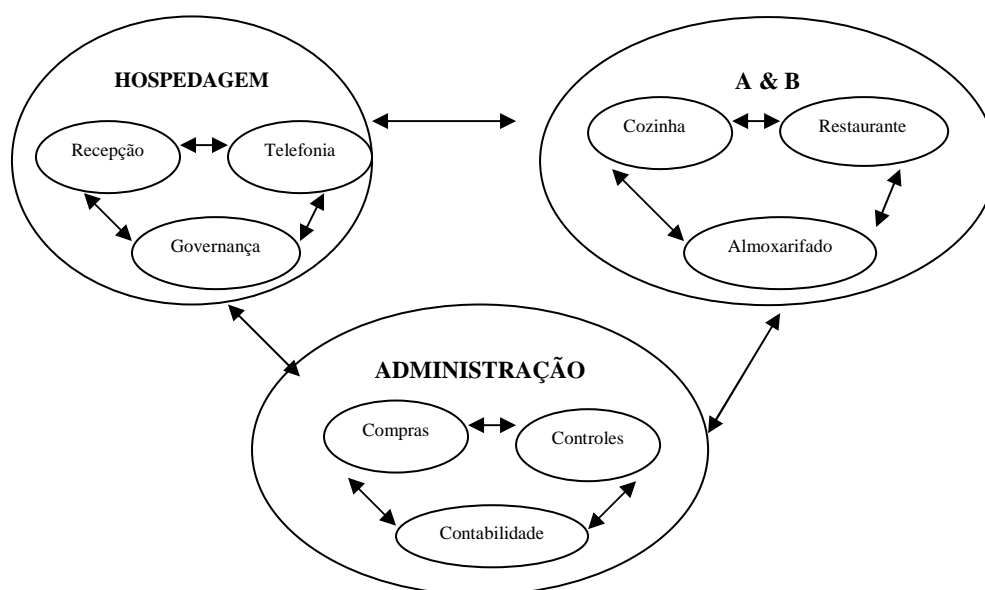 HOSPEDAGEM
Recepção
Telefonia
Governança
A & B
Cozinha
Restaurante
Almoxarifado
ADMINISTRAÇÃO
Compras
Controles
Contabilidade